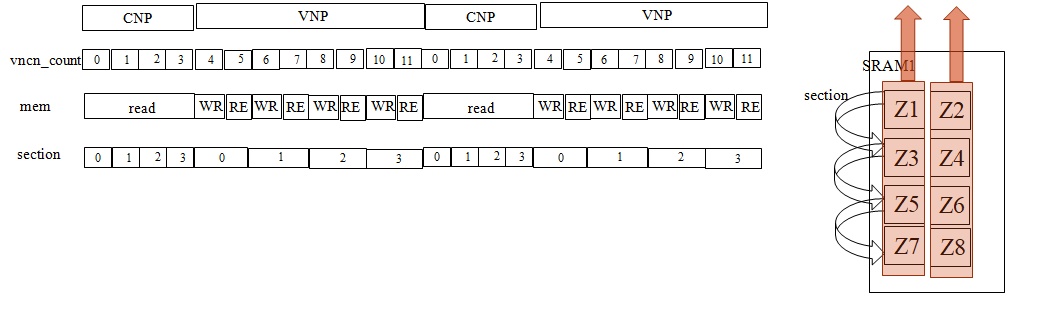 CNP VNP CNP VNP
vncn_count 0 1 2 3 4 5 6 7 8 9 10 11 0 1 2 3 4 5 6 7 8 9 10 11
mem read WR RE WR RE WR RE WR RE read WR RE WR RE WR RE WR RE
section 0 1 2 3 0 1 2 3 0 1 2 3 0 1 2 3
SRAM1
section
Z1 Z2
Z3 Z4
Z5 Z6
Z7 Z8